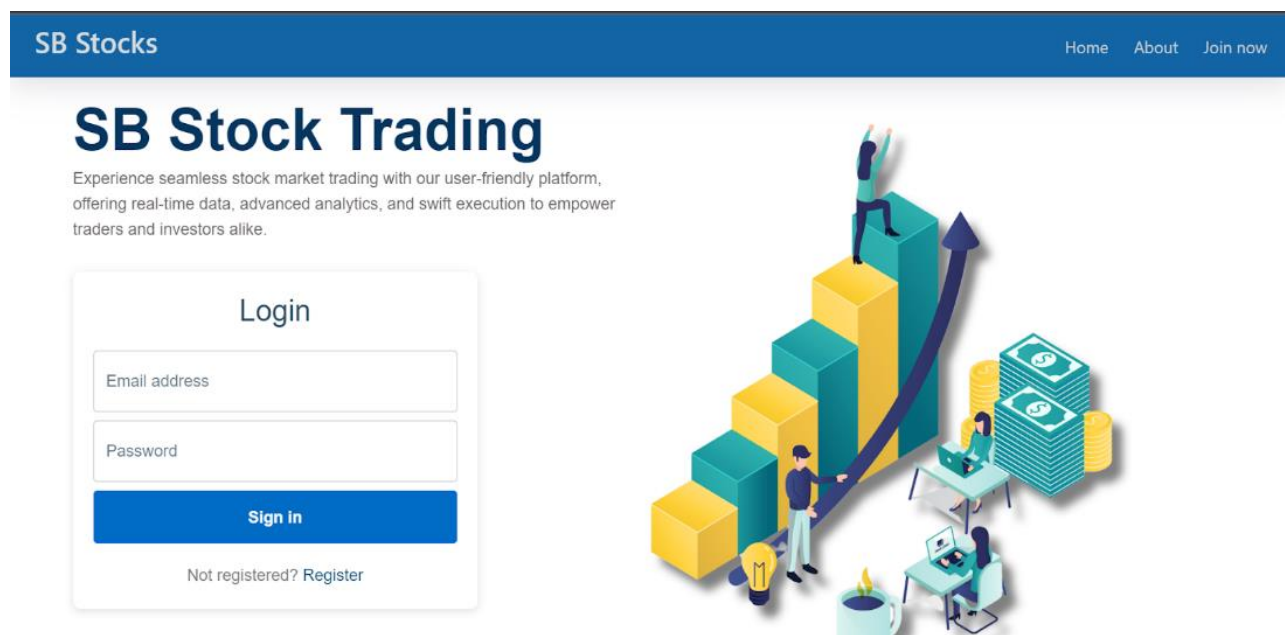 SB Stocks
Home About Join now
SB Stock Trading
Experience seamless stock market trading with our user-friendly platform,
offering real-time data, advanced analytics, and swift execution to empower
traders and investors alike.
Login
Email address
Password
Sign in
Not registered? Register